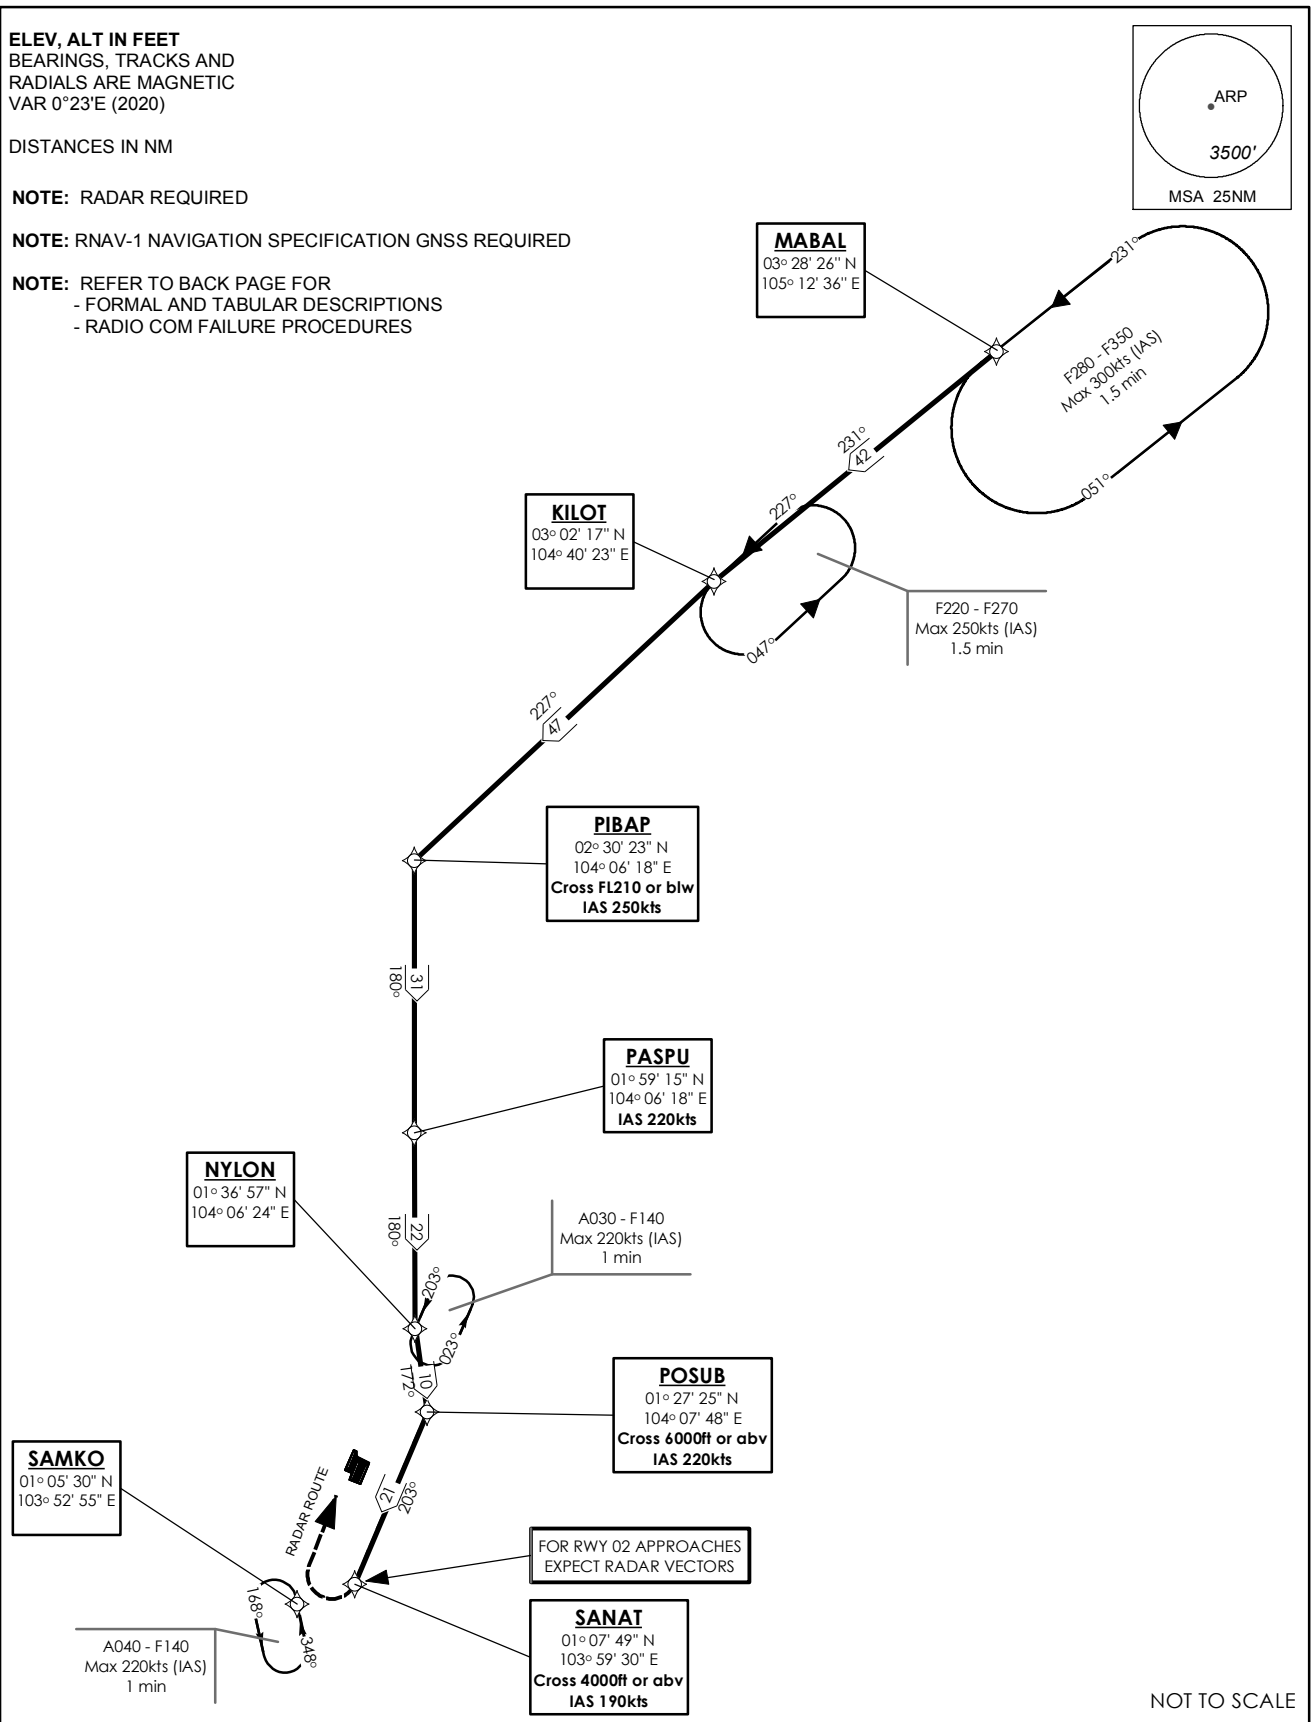 ELEV, ALT IN FEET
BEARINGS, TRACKS AND
RADIALS ARE MAGNETIC
VAR 0°23'E (2020)
DISTANCES IN NM
NOTE: RADAR REQUIRED
NOTE: RNAV-1 NAVIGATION SPECIFICATION GNSS REQUIRED
NOTE: REFER TO BACK PAGE FOR
- FORMAL AND TABULAR DESCRIPTIONS
- RADIO COM FAILURE PROCEDURES
ARP
3500'
MSA 25NM
MABAL
03° 28' 26" N
105° 12' 36" E
231°
F280 - F350
Max 300kts (IAS)
1.5 min
051°
231°
42
KILOT
03° 02' 17" N
104° 40' 23" E
227°
047°
F220 - F270
Max 250kts (IAS)
1.5 min
227°
47
PIBAP
02° 30' 23" N
104° 06' 18" E
Cross FL210 or blw
IAS 250kts
31
180°
PASPU
01° 59' 15" N
104° 06' 18" E
IAS 220kts
NYLON
01° 36' 57" N
104° 06' 24" E
22
180°
A030 - F140
Max 220kts (IAS)
1 min
203°
023°
10
172°
POSUB
01° 27' 25" N
104° 07' 48" E
Cross 6000ft or abv
IAS 220kts
SAMKO
01° 05' 30" N
103° 52' 55" E
RADAR ROUTE
21
203°
FOR RWY 02 APPROACHES
EXPECT RADAR VECTORS
168°
348°
A040 - F140
Max 220kts (IAS)
1 min
SANAT
01° 07' 49" N
103° 59' 30" E
Cross 4000ft or abv
IAS 190kts
NOT TO SCALE